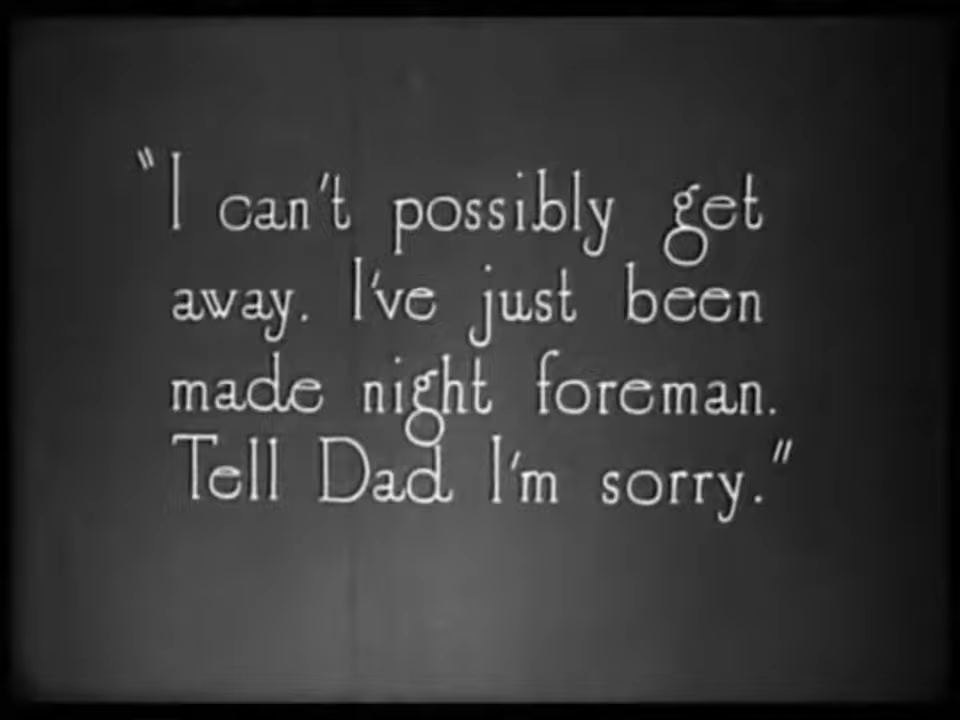 "I can't possibly get
away. I've just been
made night foreman.
Tell Dad I'm sorry."